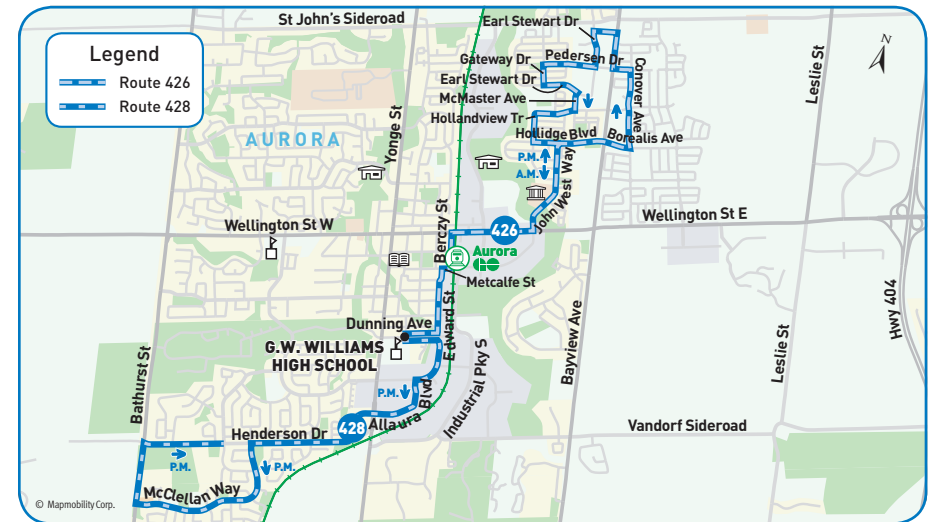 St John's Sideroad
Earl Stewart Dr
Legend
Route 426
Route 428
Gateway Dr
Pedersen Dr
Earl Stewart Dr
McMaster Ave
Hollandview Tr
Hollidge Blvd
Borealis Ave
Conover Ave
Leslie St
N
AURORA
Yonge St
P.M.
A.M.
John West Way
Wellington St W
Berczy St
426
Wellington St E
Aurora
GO
Metcalfe St
Dunning Ave
G.W. WILLIAMS
HIGH SCHOOL
Edward St
Industrial Pky S
Bayview Ave
Leslie St
Hwy 404
Bathurst St
P.M.
Blvd
Allaura
428
Henderson Dr
Vandorf Sideroad
P.M.
P.M.
McClellan Way
© Mapmobility Corp.